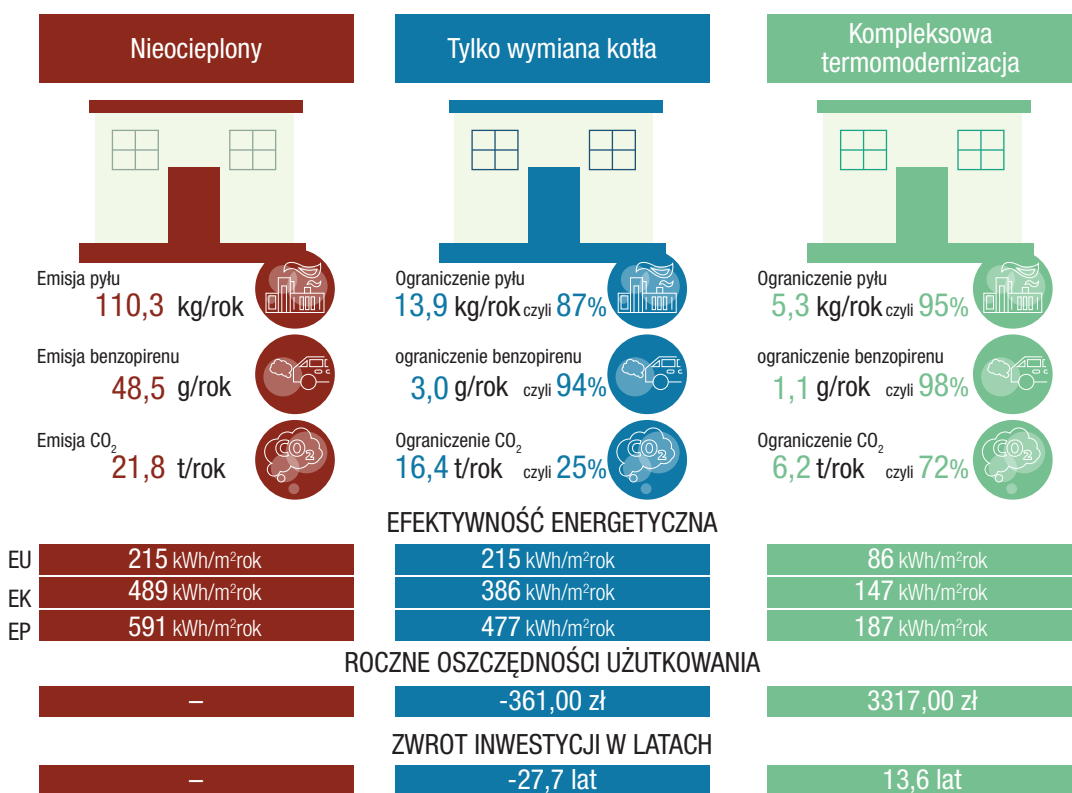 Nieocieplony
Tylko wymiana kotła
Kompleksowa
termomodernizacja
Emisja pyłu
110,3 kg/rok
Emisja benzopirenu
48,5 g/rok
Emisja CO₂
21,8 t/rok
Ograniczenie pyłu
13,9 kg/rok czyli 87%
ograniczenie benzopirenu
3,0 g/rok czyli 94%
Ograniczenie CO₂
16,4 t/rok czyli 25%
Ograniczenie pyłu
5,3 kg/rok czyli 95%
ograniczenie benzopirenu
1,1 g/rok czyli 98%
Ograniczenie CO₂
6,2 t/rok czyli 72%
CO₂
CO₂
CO₂
EFEKTYWNOŚĆ ENERGETYCZNA
EU 215 kWh/m²rok 215 kWh/m²rok 86 kWh/m²rok
EK 489 kWh/m²rok 386 kWh/m²rok 147 kWh/m²rok
EP 591 kWh/m²rok 477 kWh/m²rok 187 kWh/m²rok
ROCZNE OSZCZĘDNOŚCI UŻUTKOWANIA
– -361,00 zł 3317,00 zł
ZWROT INWESTYCJI W LATACH
– -27,7 lat 13,6 lat